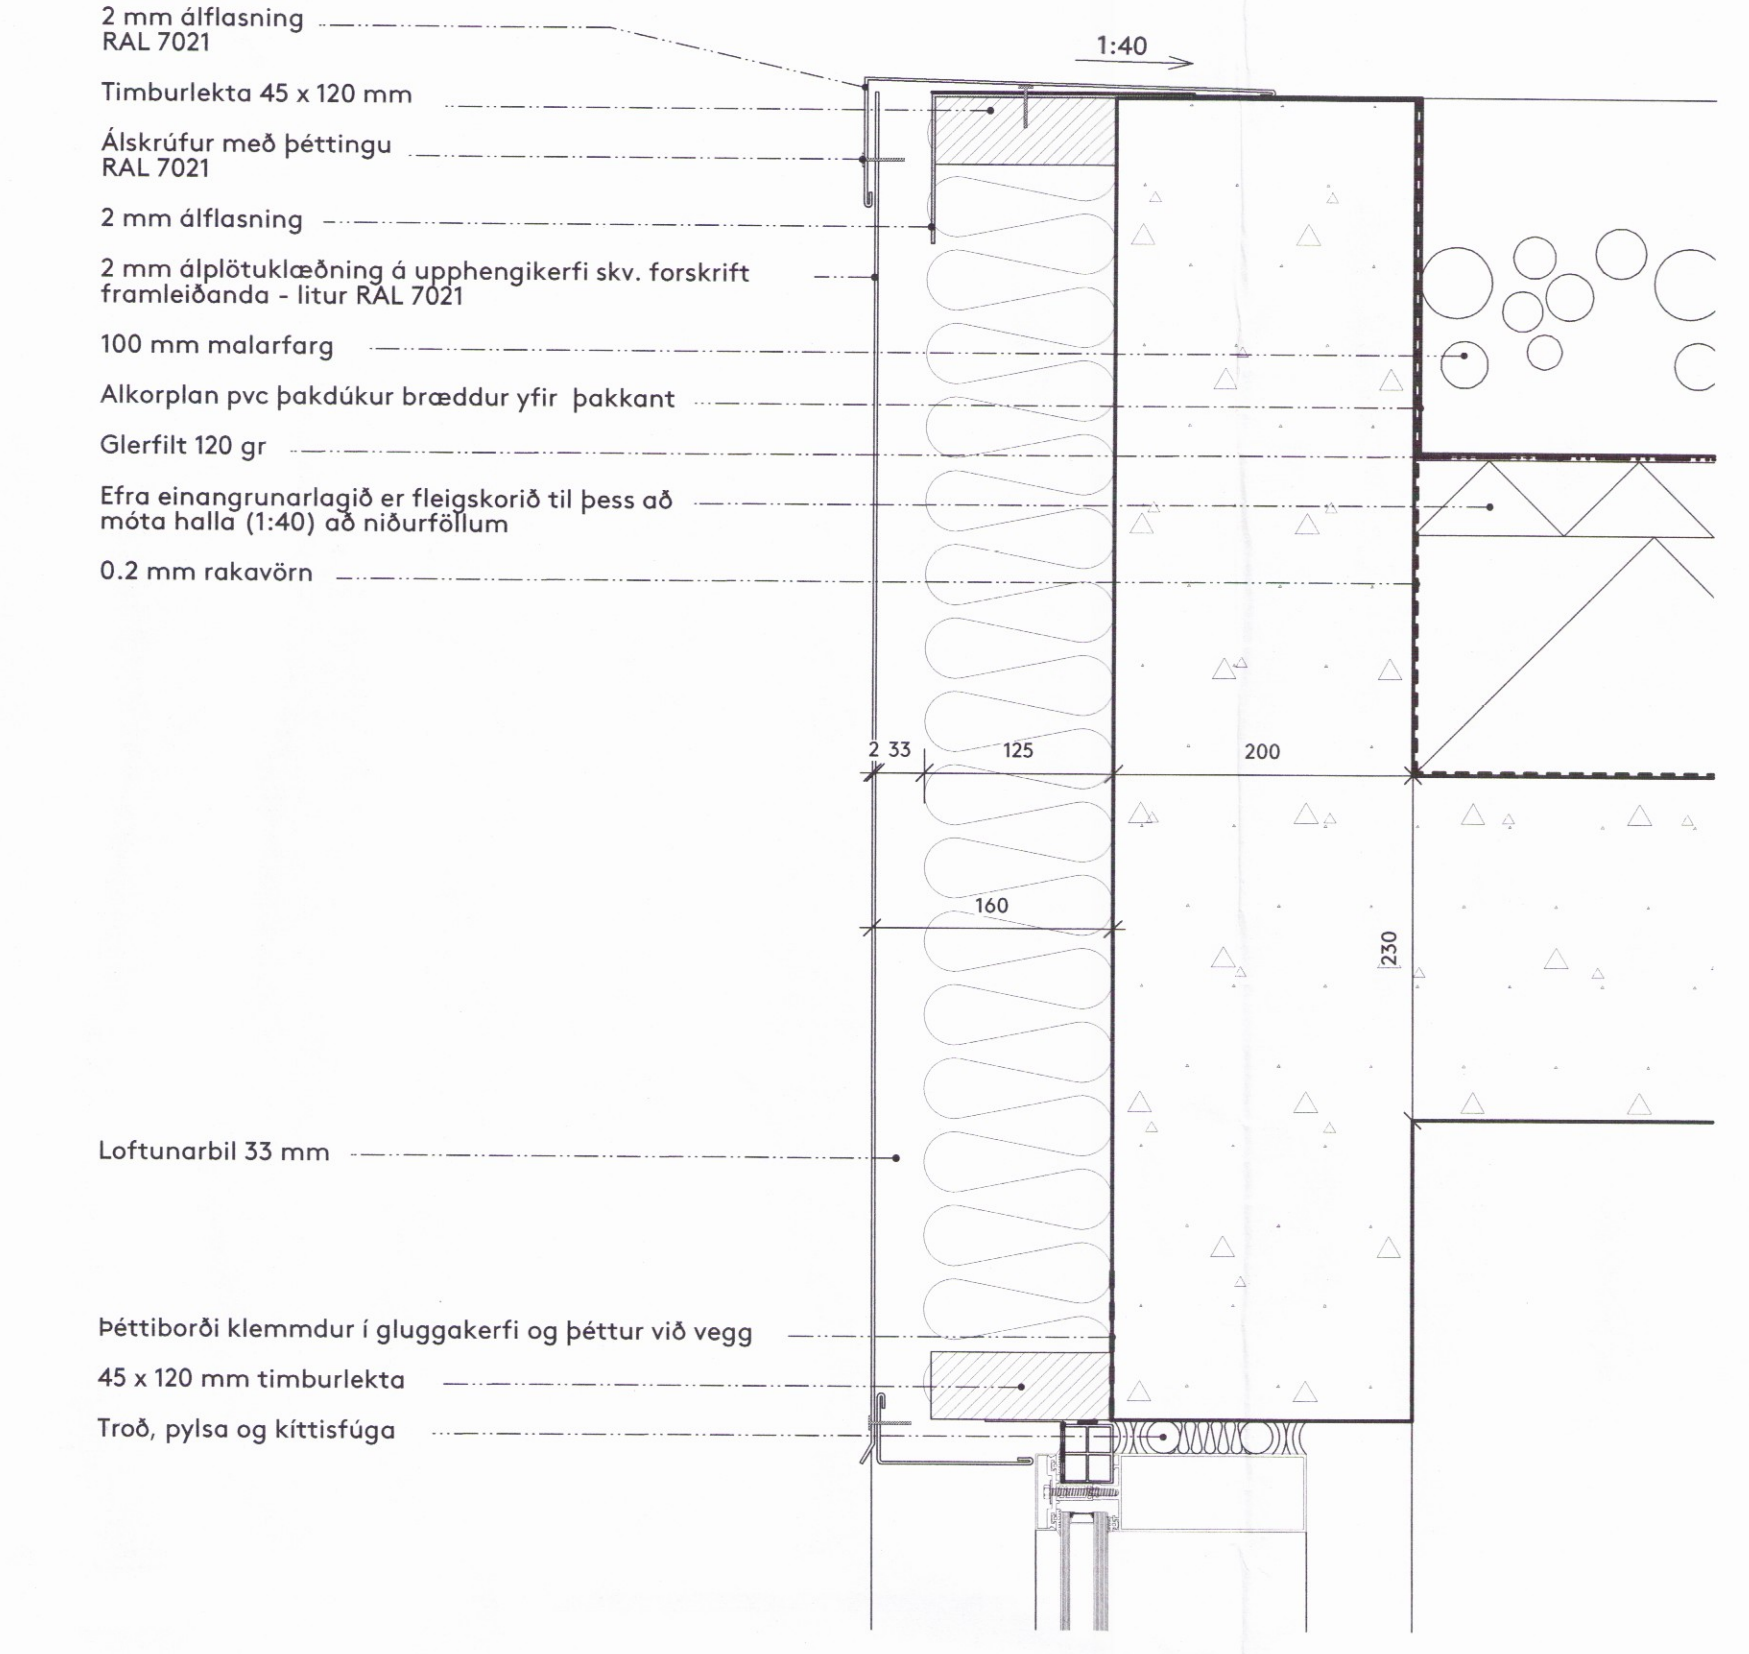 2 mm álflasning
RAL 7021
1:40
Timburlekta 45 x 120 mm
Álskrúfur með þéttingu
RAL 7021
2 mm álflasning
2 mm álplötuklæðning á upphengikerfi skv. forskrift
framleiðanda - litur RAL 7021
100 mm malarfarg
Alkorplan pvc þakdúkur bræddur yfir þakkant
Glerfilt 120 gr
Efra einangrunarlagið er fleigskorið til þess að
móta halla (1:40) að niðurföllum
0.2 mm rakavörn
2 33 125 200
160
230
Loftunarbil 33 mm
Þéttiborði klemmdur í gluggakerfi og þéttur við vegg
45 x 120 mm timburlekta
Troð, pylsa og kíttisfúga